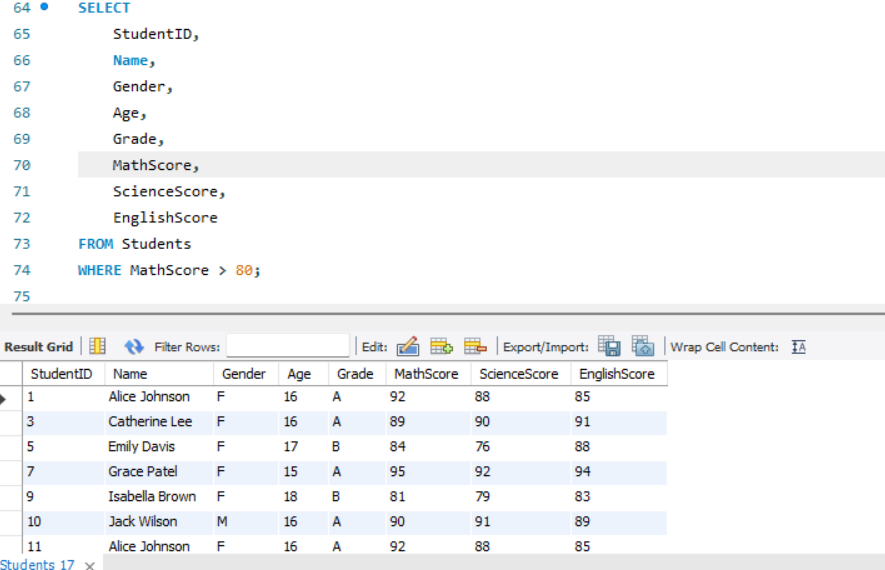 64 SELECT
65 StudentID,
66 Name,
67 Gender,
68 Age,
69 Grade,
70 MathScore,
71 ScienceScore,
72 EnglishScore
73 FROM Students
74 WHERE MathScore > 80;
75
Result Grid Filter Rows: Edit: Export/Import: Wrap Cell Content: IA
StudentID Name Gender Age Grade MathScore ScienceScore EnglishScore
1 Alice Johnson F 16 A 92 88 85
3 Catherine Lee F 16 A 89 90 91
5 Emily Davis F 17 B 84 76 88
7 Grace Patel F 15 A 95 92 94
9 Isabella Brown F 18 B 81 79 83
10 Jack Wilson M 16 A 90 91 89
11 Alice Johnson F 16 A 92 88 85
Students 17 ×